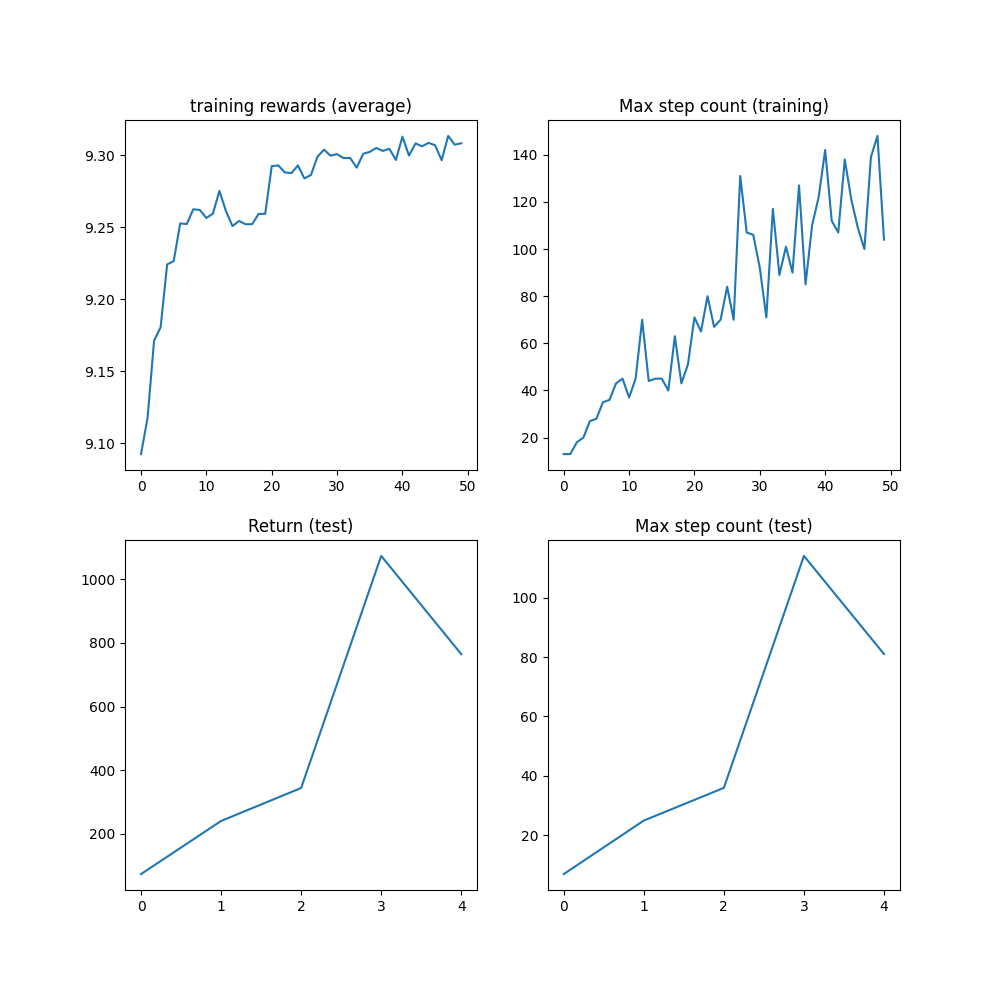 training rewards (average)
9.30
9.25
9.20
9.15
9.10
0 10 20 30 40 50
Max step count (training)
140
120
100
80
60
40
20
0 10 20 30 40 50
Return (test)
1000
800
600
400
200
0 1 2 3 4
Max step count (test)
100
80
60
40
20
0 1 2 3 4